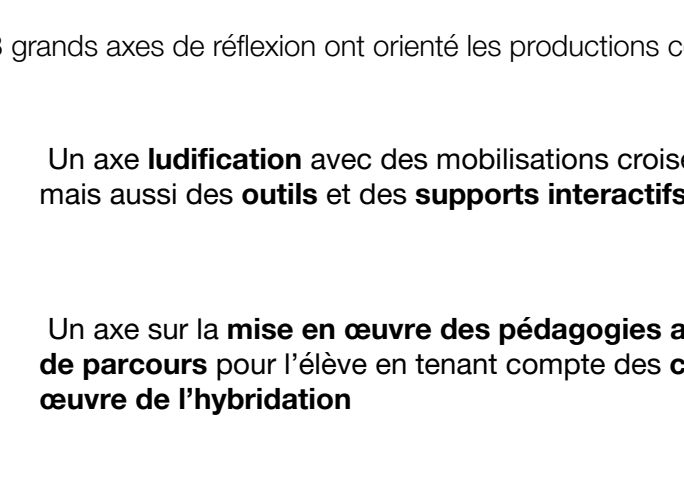 3 grands axes de réflexion ont orienté les productions
Un axe ludification avec des mobilisations
mais aussi des outils et des supports interactifs
Un axe sur la mise en œuvre des pédagogies
de parcours pour l’élève en tenant compte des
œuvre de l’hybridation